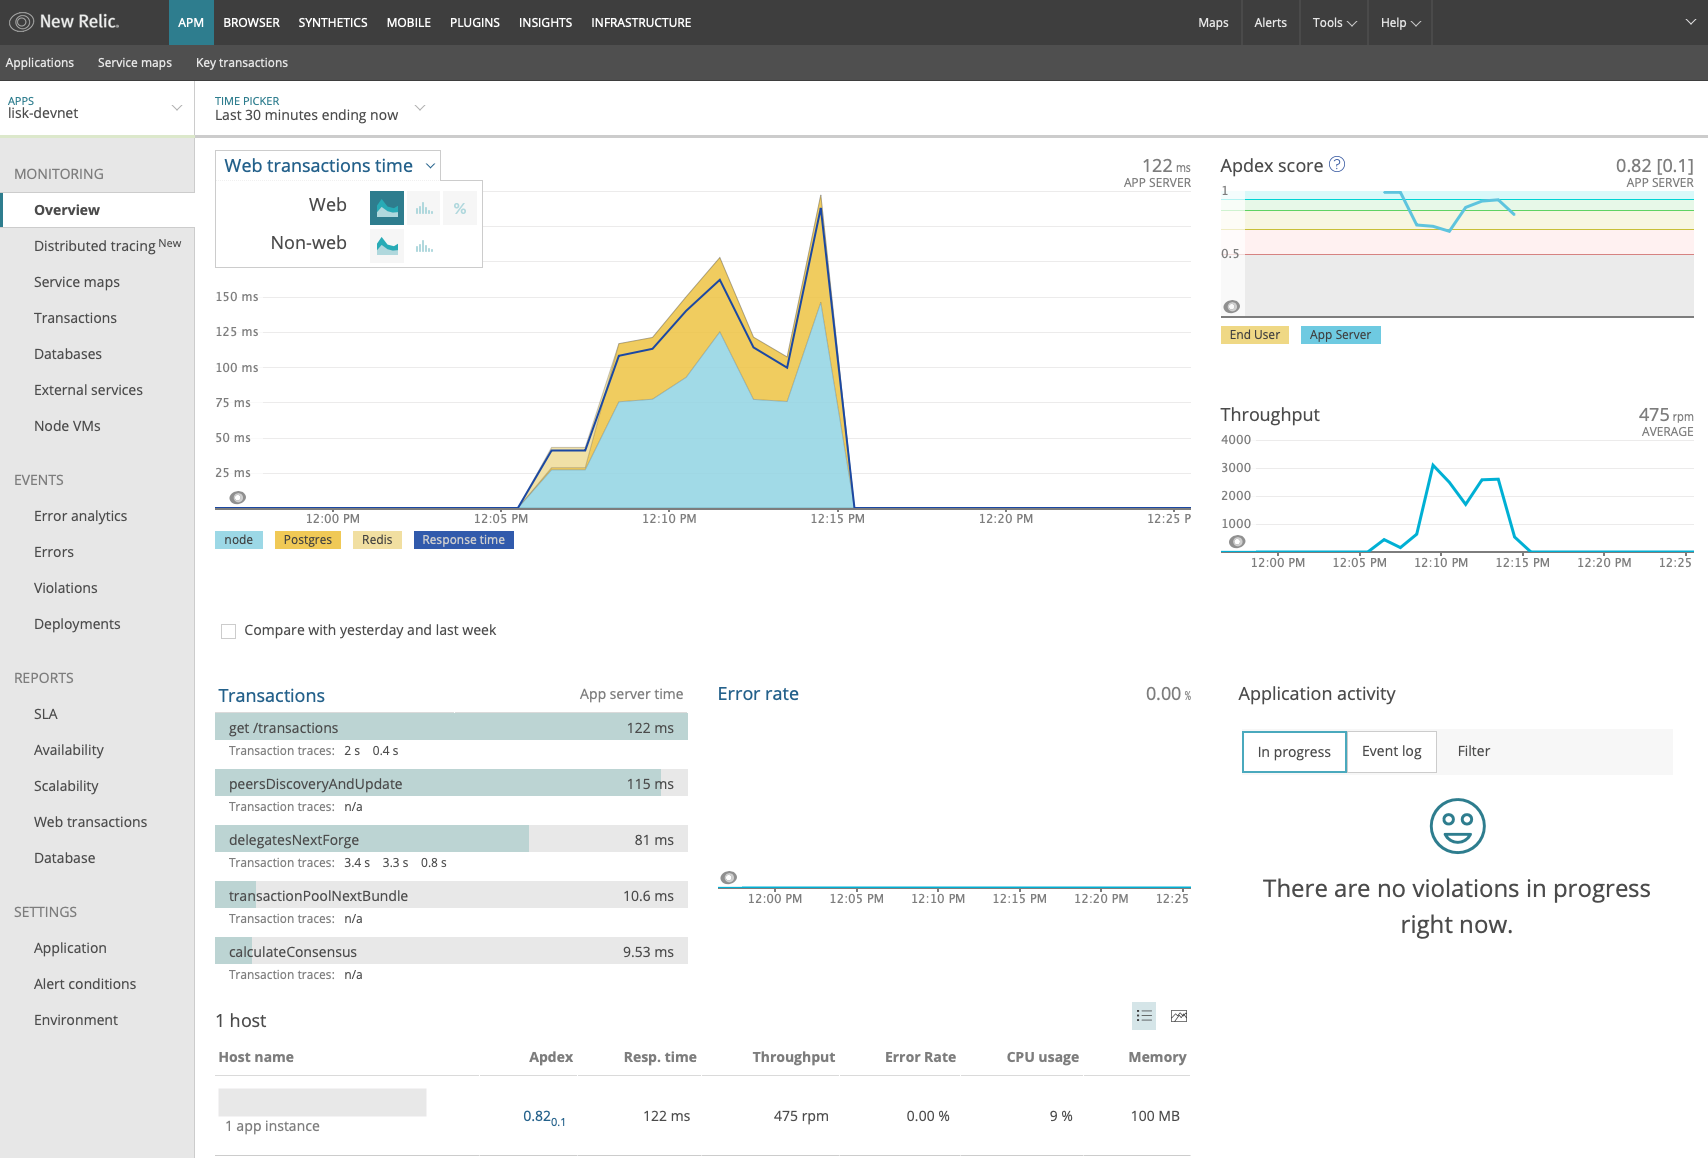 New Relic.
APM BROWSER SYNTHETICS MOBILE PLUGINS INSIGHTS INFRASTRUCTURE Maps Alerts Tools Help
Applications Service maps Key transactions
APPS
lisk-devnet
TIME PICKER
Last 30 minutes ending now
MONITORING
Overview
Distributed tracing New
Service maps
Transactions
Databases
External services
Node VMs
EVENTS
Error analytics
Errors
Violations
Deployments
REPORTS
SLA
Availability
Scalability
Web transactions
Database
SETTINGS
Application
Alert conditions
Environment
Web transactions time
122 ms
APP SERVER
Web %
Non-web
150 ms
125 ms
100 ms
75 ms
50 ms
25 ms
12:00 PM 12:05 PM 12:10 PM 12:15 PM 12:20 PM 12:25 P
node Postgres Redis Response time
Compare with yesterday and last week
Apdex score ? 0.82 [0.1]
APP SERVER
1
0.5
End User App Server
Throughput 475 rpm
AVERAGE
4000
3000
2000
1000
12:00 PM 12:05 PM 12:10 PM 12:15 PM 12:20 PM 12:25
Transactions App server time
get /transactions 122 ms
Transaction traces: 2 s 0.4 s
peersDiscoveryAndUpdate 115 ms
Transaction traces: n/a
delegatesNextForge 81 ms
Transaction traces: 3.4 s 3.3 s 0.8 s
transactionPoolNextBundle 10.6 ms
Transaction traces: n/a
calculateConsensus 9.53 ms
Transaction traces: n/a
Error rate 0.00 %
12:00 PM 12:05 PM 12:10 PM 12:15 PM 12:20 PM 12:25
Application activity
In progress Event log Filter
There are no violations in progress
right now.
1 host
Host name Apdex Resp. time Throughput Error Rate CPU usage Memory
0.82 0.1 122 ms 475 rpm 0.00 % 9 % 100 MB
1 app instance